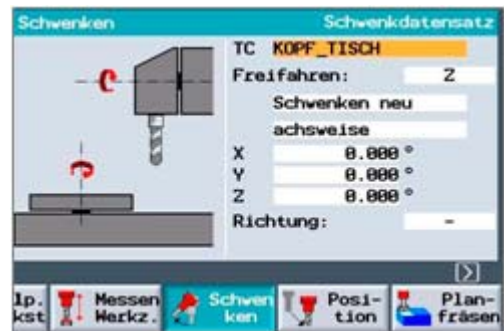 Schwenken Schwenkdatensatz
TC KOPF_TISCH
Freifahren: Z
Schwenken neu
achsweise
X 0.000 °
Y 0.000 °
Z 0.000 °
Richtung: -
lp. Messen Schwen Posi- Plan-
kst Werkz. ken tion fräsen